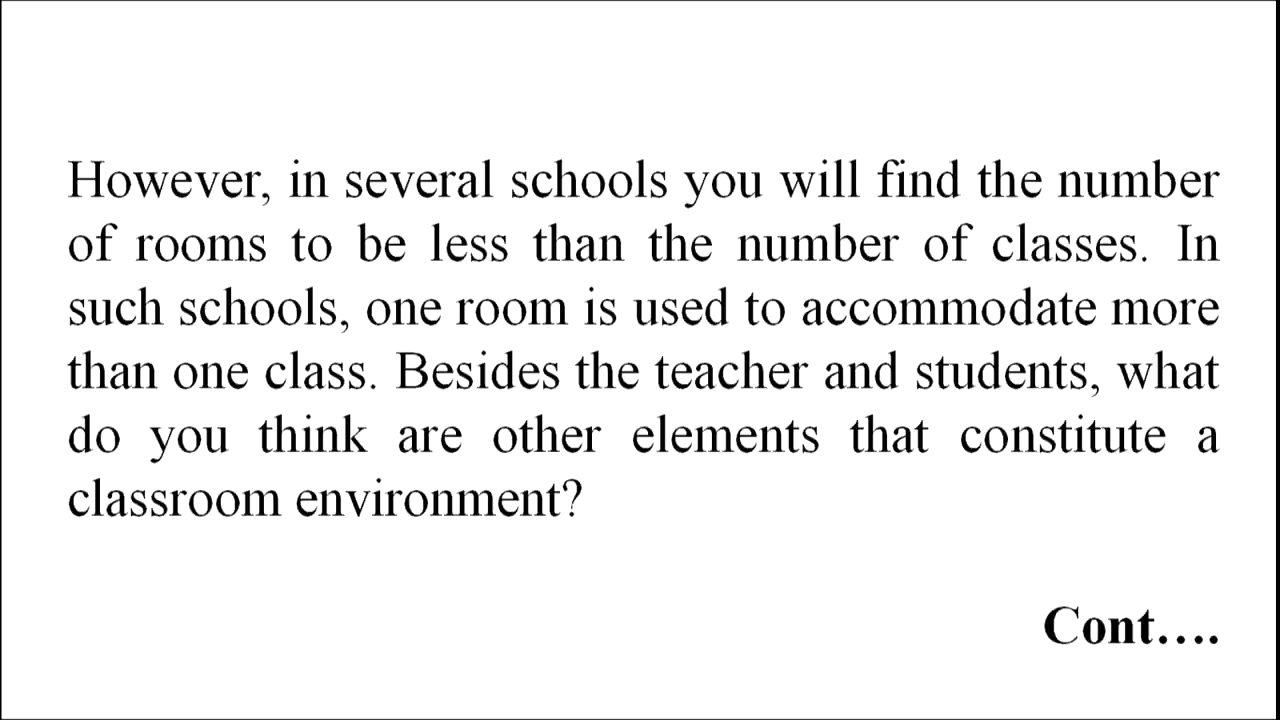 However, in several schools you will find the number
of rooms to be less than the number of classes. In
such schools, one room is used to accommodate more
than one class. Besides the teacher and students, what
do you think are other elements that constitute a
classroom environment?
Cont....